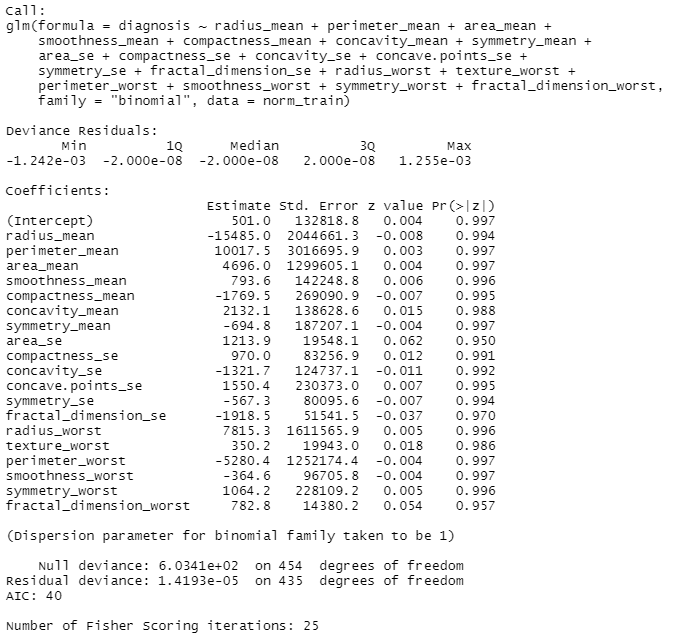 Call:
glm(formula = diagnosis ~ radius_mean + perimeter_mean + area_mean +
smoothness_mean + compactness_mean + concavity_mean + symmetry_mean +
area_se + compactness_se + concavity_se + concave.points_se +
symmetry_se + fractal_dimension_se + radius_worst + texture_worst +
perimeter_worst + smoothness_worst + symmetry_worst + fractal_dimension_worst,
family = "binomial", data = norm_train)
Deviance Residuals:
Min 1Q Median 3Q Max
-1.242e-03 -2.000e-08 -2.000e-08 2.000e-08 1.255e-03
Coefficients:
Estimate Std. Error z value Pr(>|z|)
(Intercept) 501.0 132818.8 0.004 0.997
radius_mean -15485.0 2044661.3 -0.008 0.994
perimeter_mean 10017.5 3016695.9 0.003 0.997
area_mean 4696.0 1299605.1 0.004 0.997
smoothness_mean 793.6 142248.8 0.006 0.996
compactness_mean -1769.5 269090.9 -0.007 0.995
concavity_mean 2132.1 138628.6 0.015 0.988
symmetry_mean -694.8 187207.1 -0.004 0.997
area_se 1213.9 19548.1 0.062 0.950
compactness_se 970.0 83256.9 0.012 0.991
concavity_se -1321.7 124737.1 -0.011 0.992
concave.points_se 1550.4 230373.0 0.007 0.995
symmetry_se -567.3 80095.6 -0.007 0.994
fractal_dimension_se -1918.5 51541.5 -0.037 0.970
radius_worst 7815.3 1611565.9 0.005 0.996
texture_worst 350.2 19943.0 0.018 0.986
perimeter_worst -5280.4 1252174.4 -0.004 0.997
smoothness_worst -364.6 96705.8 -0.004 0.997
symmetry_worst 1064.2 228109.2 0.005 0.996
fractal_dimension_worst 782.8 14380.2 0.054 0.957
(Dispersion parameter for binomial family taken to be 1)
Null deviance: 6.0341e+02 on 454 degrees of freedom
Residual deviance: 1.4193e-05 on 435 degrees of freedom
AIC: 40
Number of Fisher Scoring iterations: 25